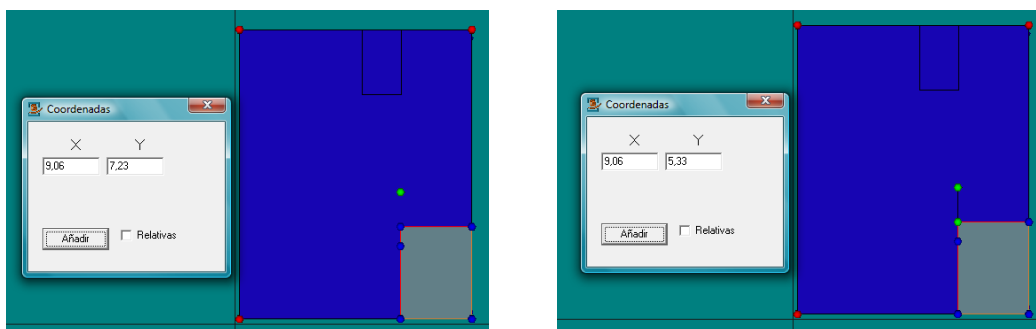 Coordenadas
X Y
9,06 7,23
Añadir Relativas
Coordenadas
X Y
9,06 5,33
Añadir Relativas